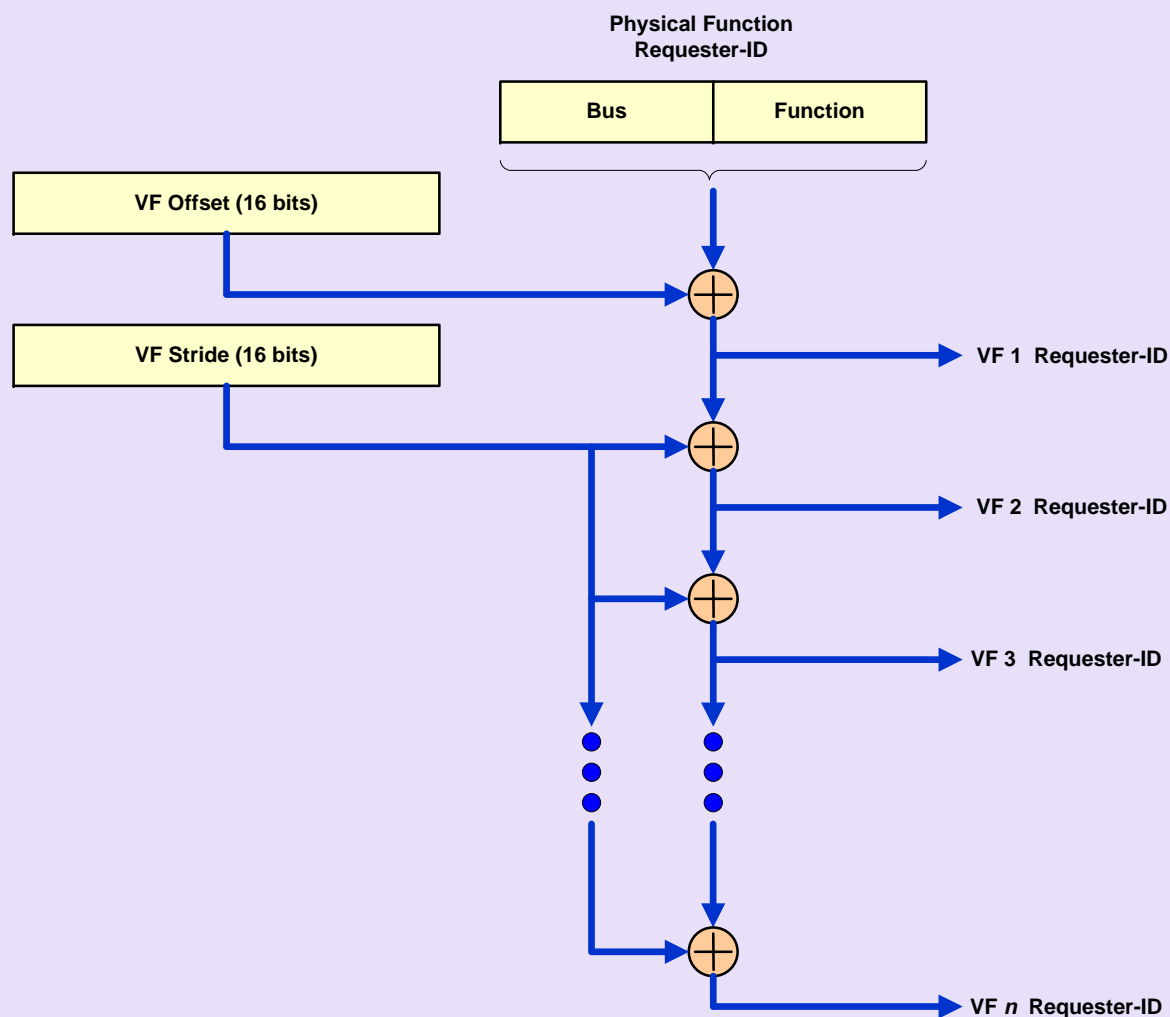 Physical Function
Requester-ID
Bus
Function
VF Offset (16 bits)
VF Stride (16 bits)
VF 1 Requester-ID
VF 2 Requester-ID
VF 3 Requester-ID
VF n Requester-ID